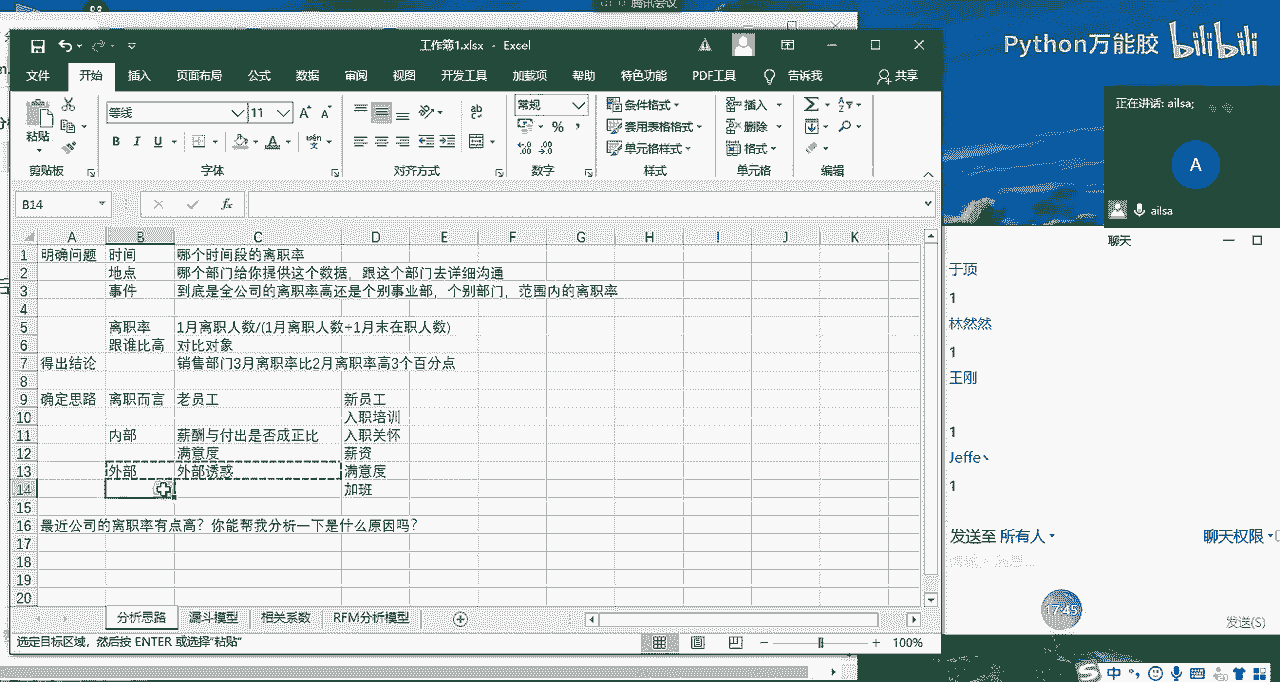 腾讯会议
工作簿1.xlsx - Excel
Python万能胶 bilibili
文件 开始 插入 页面布局 公式 数据 审阅 视图 开发工具 加载项 帮助 特色功能 PDF工具 告诉我 共享
正在讲话: ailsa;
等线 11 常规 条件格式 插入
粘贴 套用表格格式 删除
单元格样式 格式
剪贴板 字体 对齐方式 数字 样式 单元格 编辑
A
ailsa
B14 fx
聊天
A B C D E F G H I J K
1 明确问题 时间 哪个时间段的离职率
2 地点 哪个部门给你提供这个数据，跟这个部门去详细沟通
3 事件 到底是全公司的离职率高还是个别事业部，个别部门，范围内的离职率
4
5 离职率 1月离职人数/(1月离职人数+1月末在职人数)
6 跟谁比高 对比对象
7 得出结论 销售部门3月离职率比2月离职率高3个百分点
8
9 确定思路 离职而言 老员工 新员工
10 入职培训
11 内部 薪酬与付出是否成正比 入职关怀
12 满意度 薪资
13 外部 外部诱惑 满意度
14 加班
15
16 最近公司的离职率有点高？你能帮我分析一下是什么原因吗？
17
18
19
20
于顶
1
林然然
1
王刚
1
Jeffe丶
1
发送至 所有人 聊天权限
分析思路 漏斗模型 相关系数 RFM分析模型
17:45
发送(S)
选定目标区域，然后按 ENTER 或选择"粘贴" 100%
中